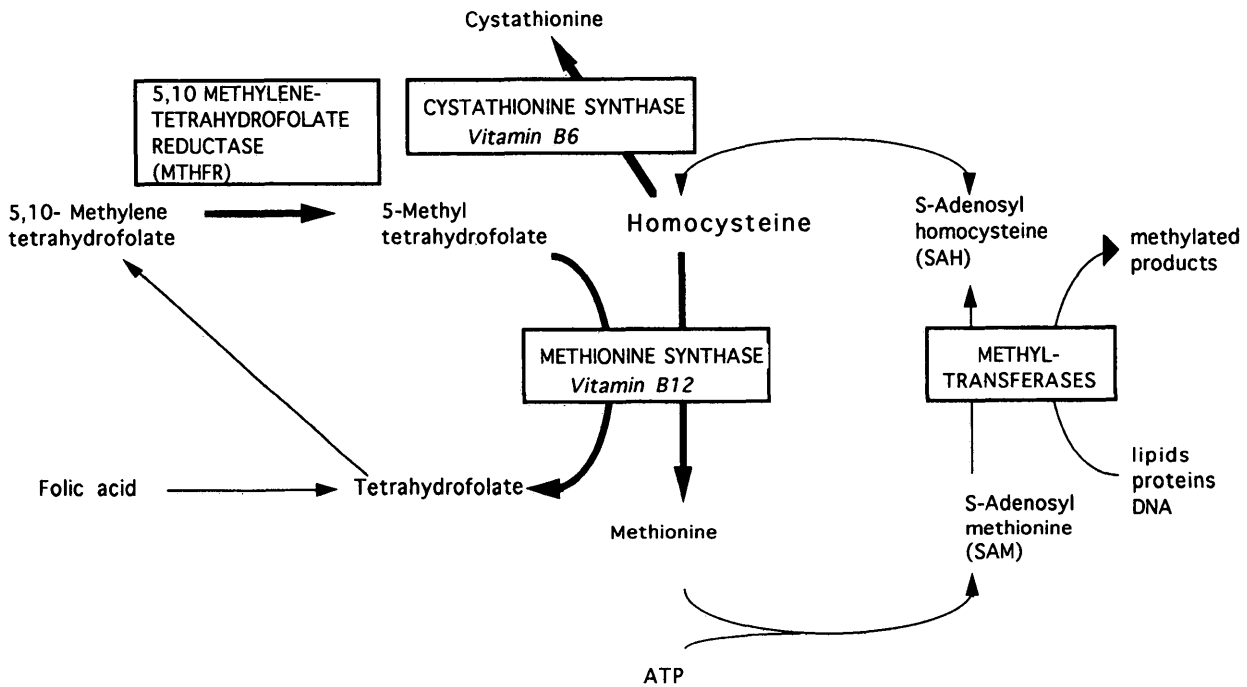 Cystathionine
5,10 METHYLENE-
TETRAHYDROFOLATE
REDUCTASE
(MTHFR)
CYSTATHIONINE SYNTHASE
Vitamin B6
5,10- Methylene
tetrahydrofolate
5-Methyl
tetrahydrofolate
Homocysteine
S-Adenosyl
homocysteine
(SAH)
methylated
products
METHIONINE SYNTHASE
Vitamin B12
METHYL-
TRANSFERASES
Folic acid
Tetrahydrofolate
Methionine
S-Adenosyl
methionine
(SAM)
lipids
proteins
DNA
ATP